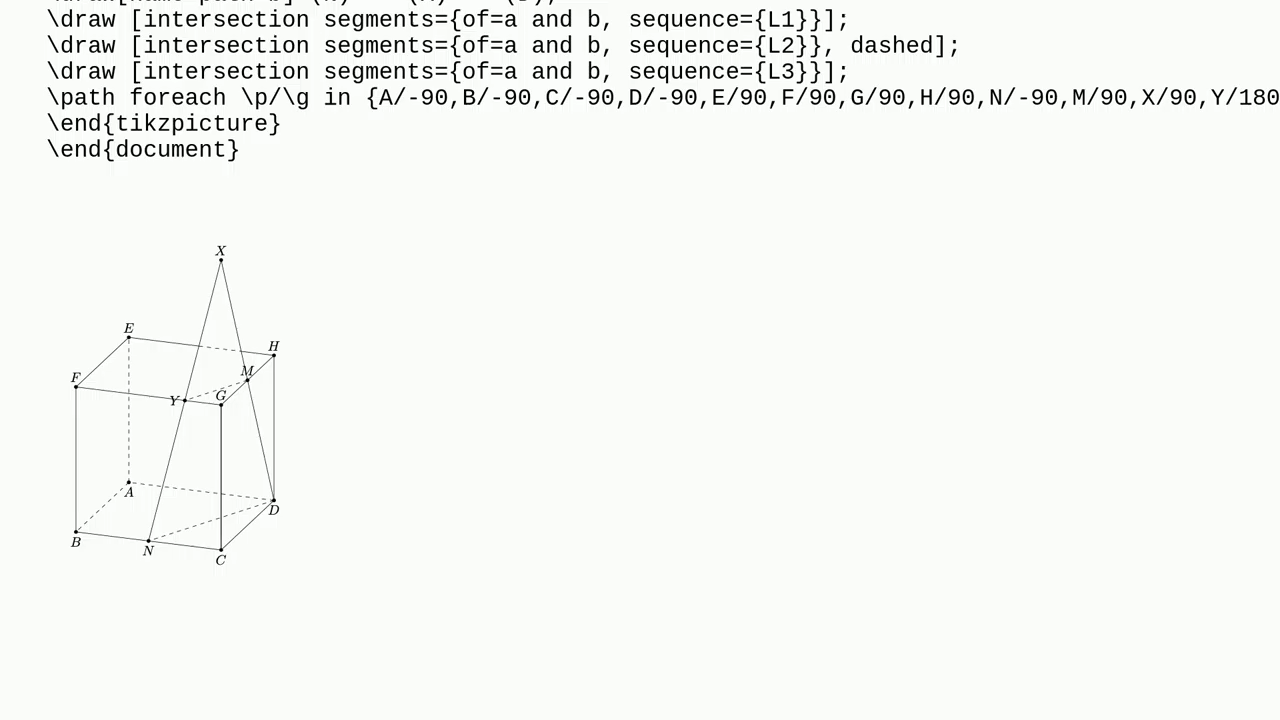 \draw [intersection segments={of=a and b, sequence={L1}}];
\draw [intersection segments={of=a and b, sequence={L2}}, dashed];
\draw [intersection segments={of=a and b, sequence={L3}}];
\path foreach \p/\g in {A/-90,B/-90,C/-90,D/-90,E/90,F/90,G/90,H/90,N/-90,M/90,X/90,Y/180
\end{tikzpicture}
\end{document}
X
E
H
M
F
G
Y
A
D
B
N
C